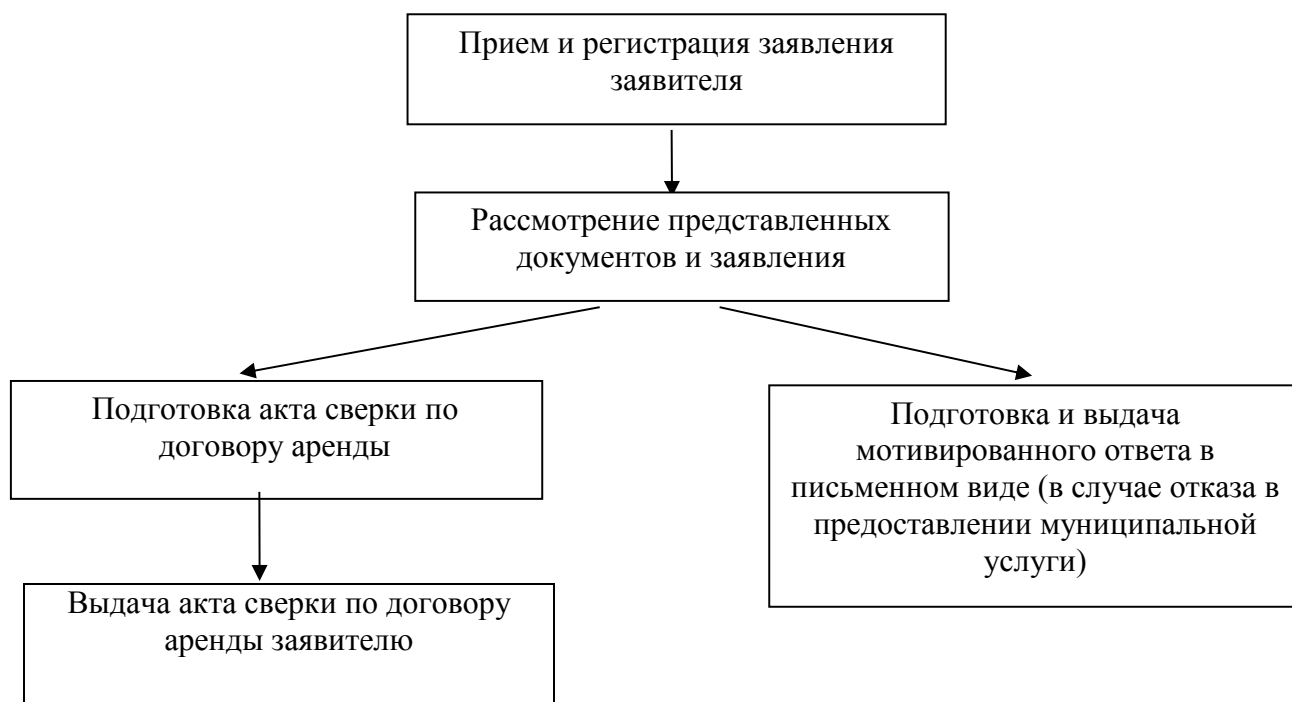 Прием и регистрация заявления
заявителя
Рассмотрение представленных
документов и заявления
Подготовка акта сверки по
договору аренды
Подготовка и выдача
мотивированного ответа в
письменном виде (в случае отказа в
предоставлении муниципальной
услуги)
Выдача акта сверки по договору
аренды заявителю